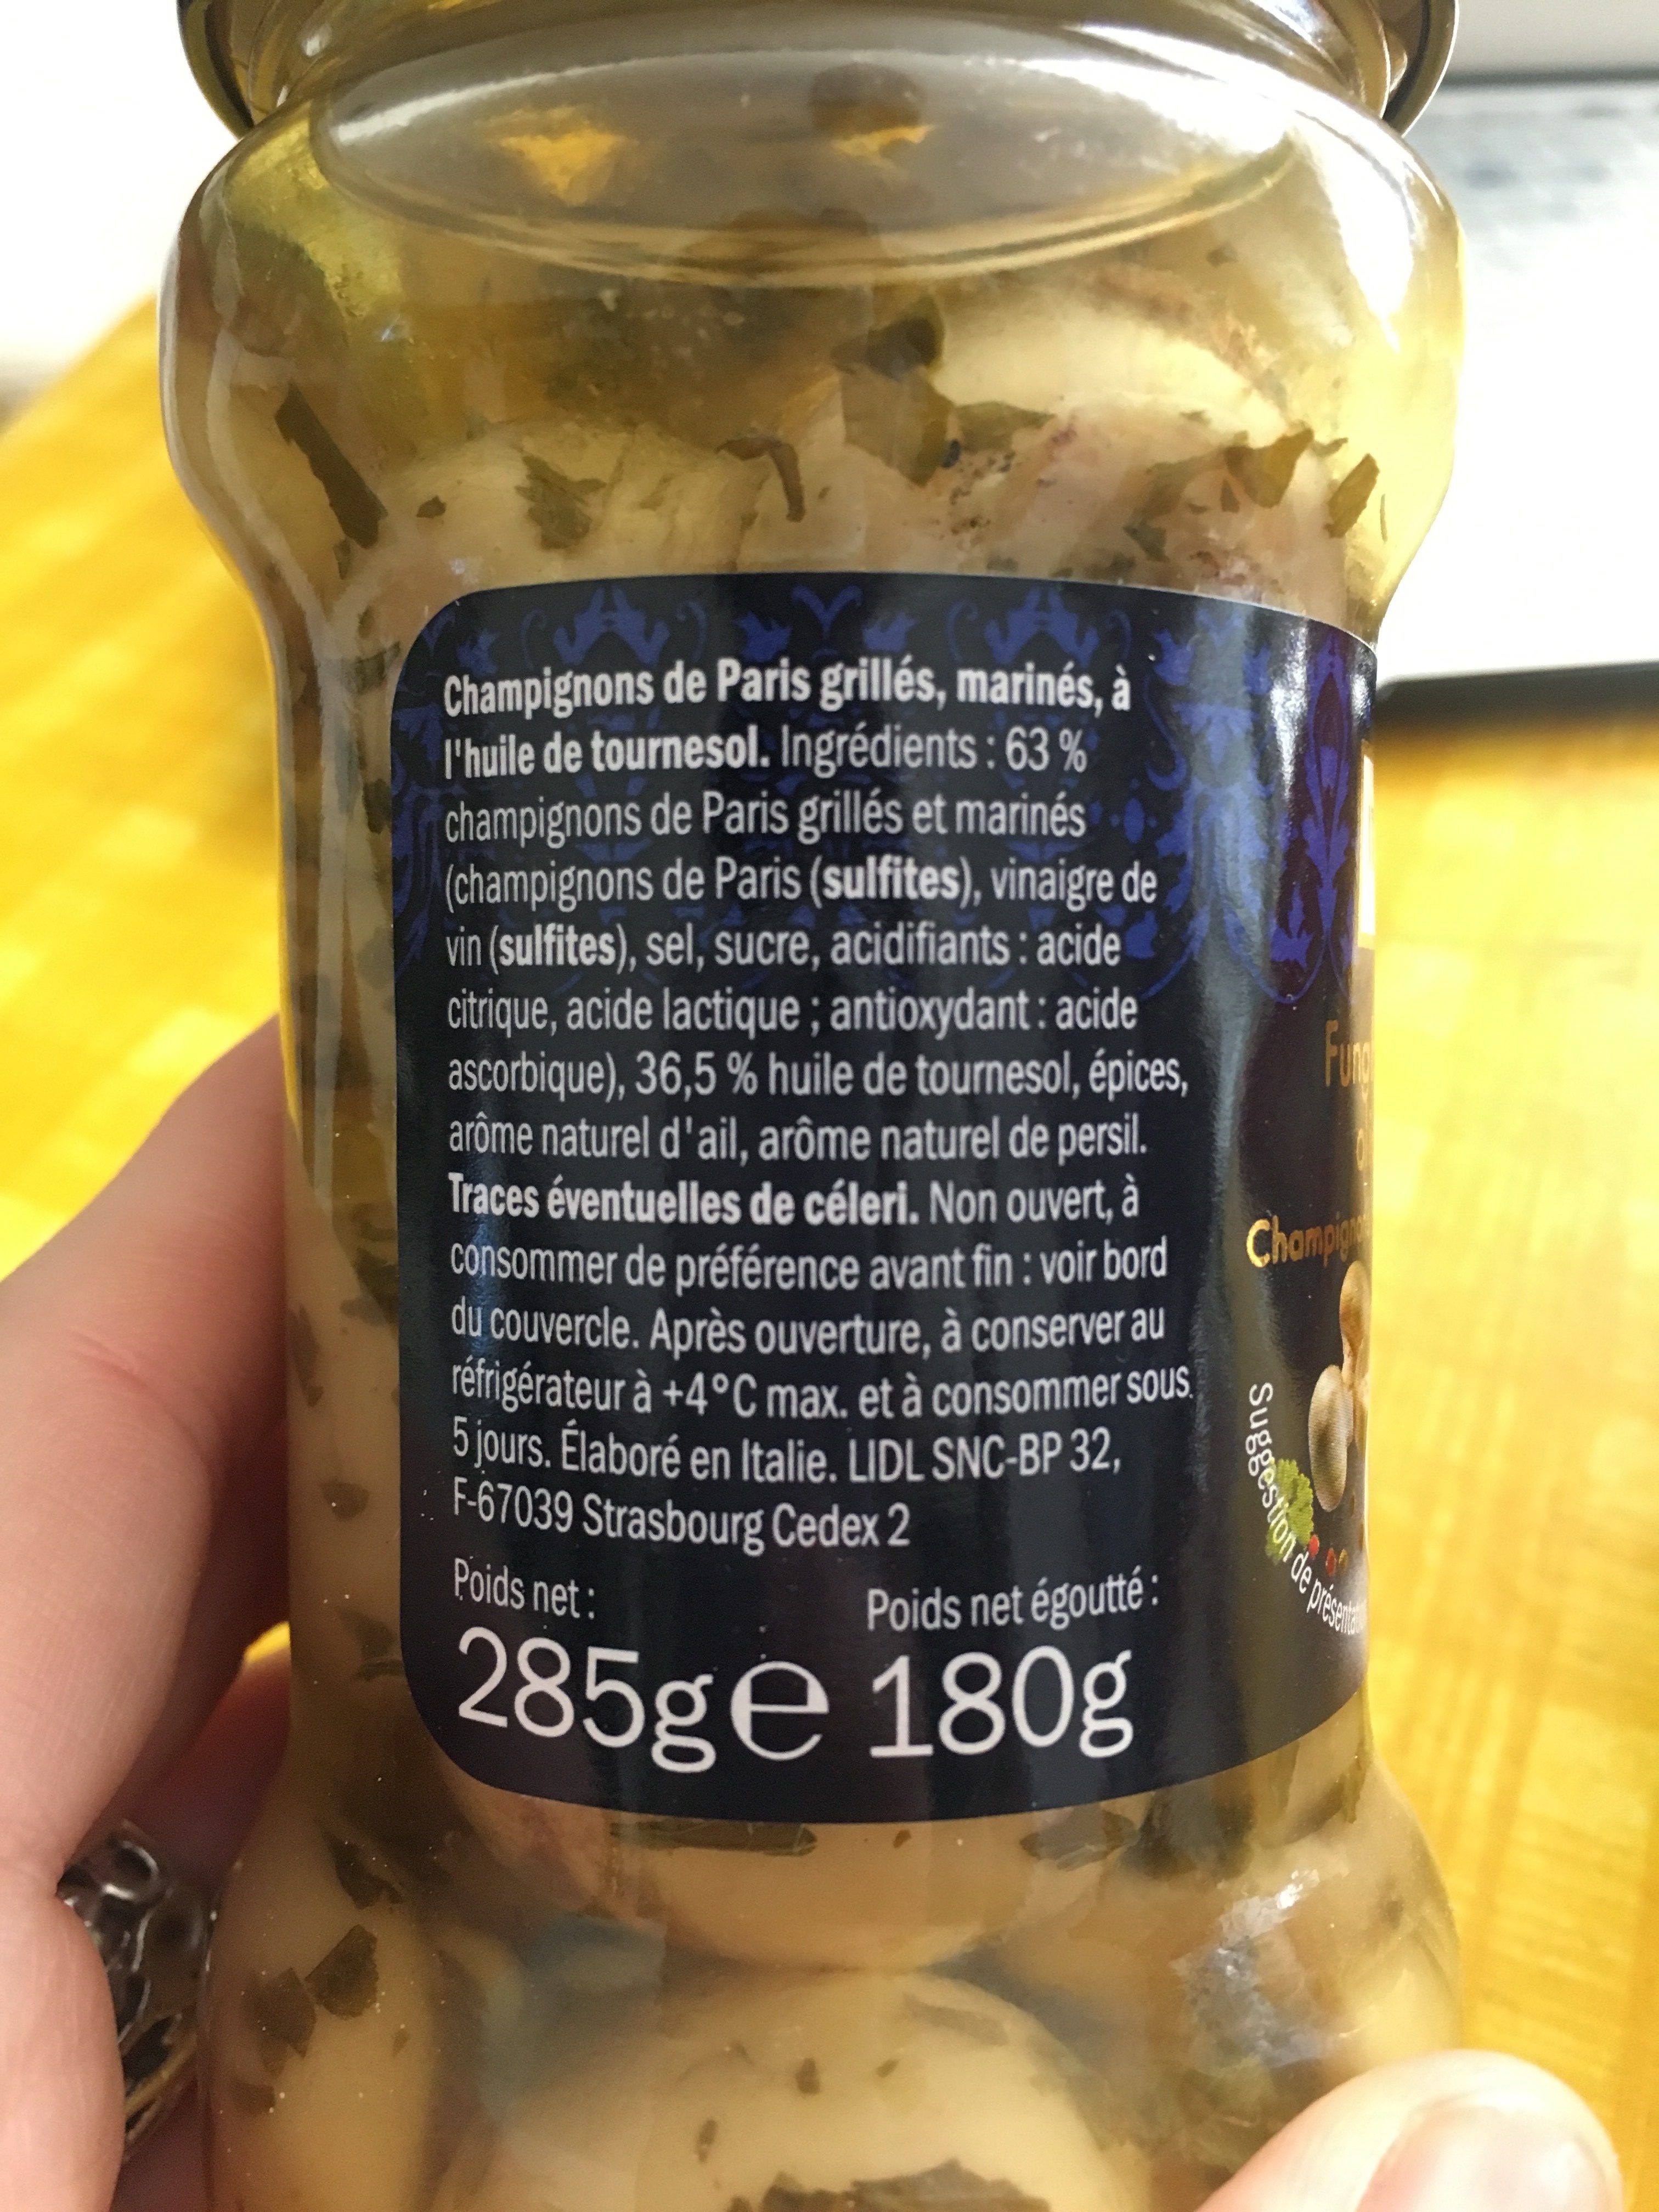 Champignons de Paris grillés, marinés, à
l'huile de tournesol. Ingrédients : 63 %
champignons de Paris grillés et marinés
(champignons de Paris (sulfites), vinaigre de
vin (sulfites), sel, sucre, acidifiants : acide
citrique, acide lactique ; antioxydant : acide
ascorbique), 36,5 % huile de tournesol, épices,
arôme naturel d'ail, arôme naturel de persil.
Traces éventuelles de céleri. Non ouvert, à
consommer de préférence avant fin : voir bord
du couvercle. Après ouverture, à conserver au
réfrigérateur à +4°C max. et à consommer sous
5 jours. Élaboré en Italie. LIDL SNC-BP 32,
F-67039 Strasbourg Cedex 2
Poids net : Poids net égoutté :
285g e 180g
Suggestion de